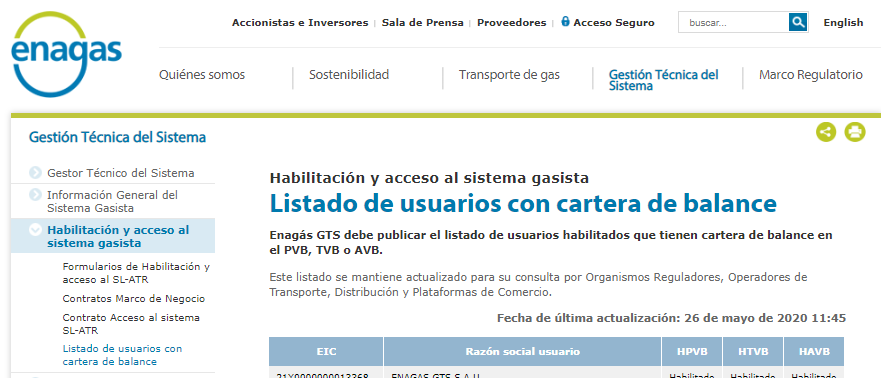 Accionistas e Inversores | Sala de Prensa | Proveedores | Acceso Seguro
buscar...
English
enagas
Quiénes somos
Sostenibilidad
Transporte de gas
Gestión Técnica del
Sistema
Marco Regulatorio
Gestión Técnica del Sistema
Gestor Técnico del Sistema
Información General del
Sistema Gasista
Habilitación y acceso al
sistema gasista
Formularios de Habilitación y
acceso al SL-ATR
Contratos Marco de Negocio
Contrato Acceso al sistema
SL-ATR
Listado de usuarios con
cartera de balance
Habilitación y acceso al sistema gasista
Listado de usuarios con cartera de balance
Enagás GTS debe publicar el listado de usuarios habilitados que tienen cartera de balance en
el PVB, TVB o AVB.
Este listado se mantiene actualizado para su consulta por Organismos Reguladores, Operadores de
Transporte, Distribución y Plataformas de Comercio.
Fecha de última actualización: 26 de mayo de 2020 11:45
EIC Razón social usuario HPVB HTVB HAVB
21X000000013368 ENAGAS GTS S.A.U. Habilitado Habilitado Habilitado